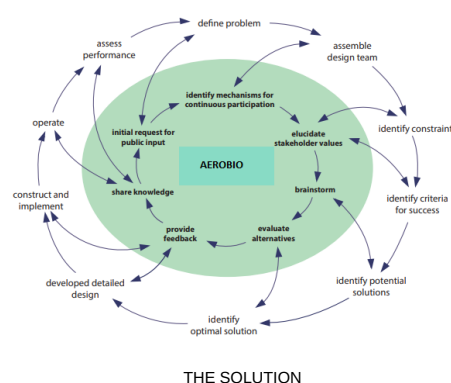 define problem
assess
performance
assemble
design team
identify mechanisms for
continuous participation
operate
initial request for
public input
elucidate
stakeholder values
identify constraint
AEROBIO
construct and
implement
share knowledge
brainstorm
identify criteria
for success
provide
feedback
evaluate
alternatives
developed detailed
design
identify potential
solutions
identify
optimal solution
THE SOLUTION